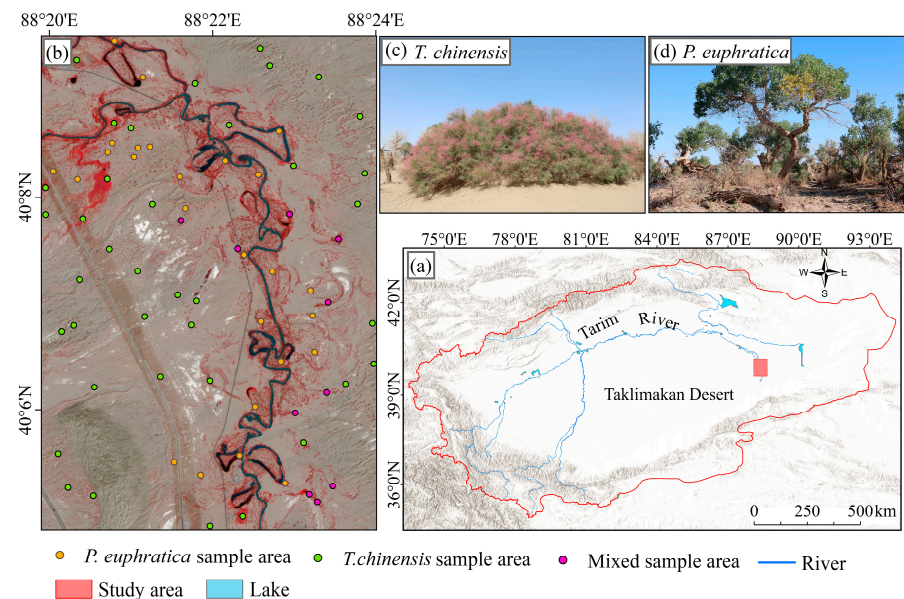 88°20'E 88°22'E 88°24'E
(b)
40°8'N
40°6'N
(c) T. chinensis
(d) P. euphratica
75°0'E 78°0'E 81°0'E 84°0'E 87°0'E 90°0'E 93°0'E
(a)
N
W E
S
42°0'N
39°0'N
36°0'N
Tarim River
Taklimakan Desert
0 250 500 km
P. euphratica sample area T.chinensis sample area Mixed sample area River
Study area Lake